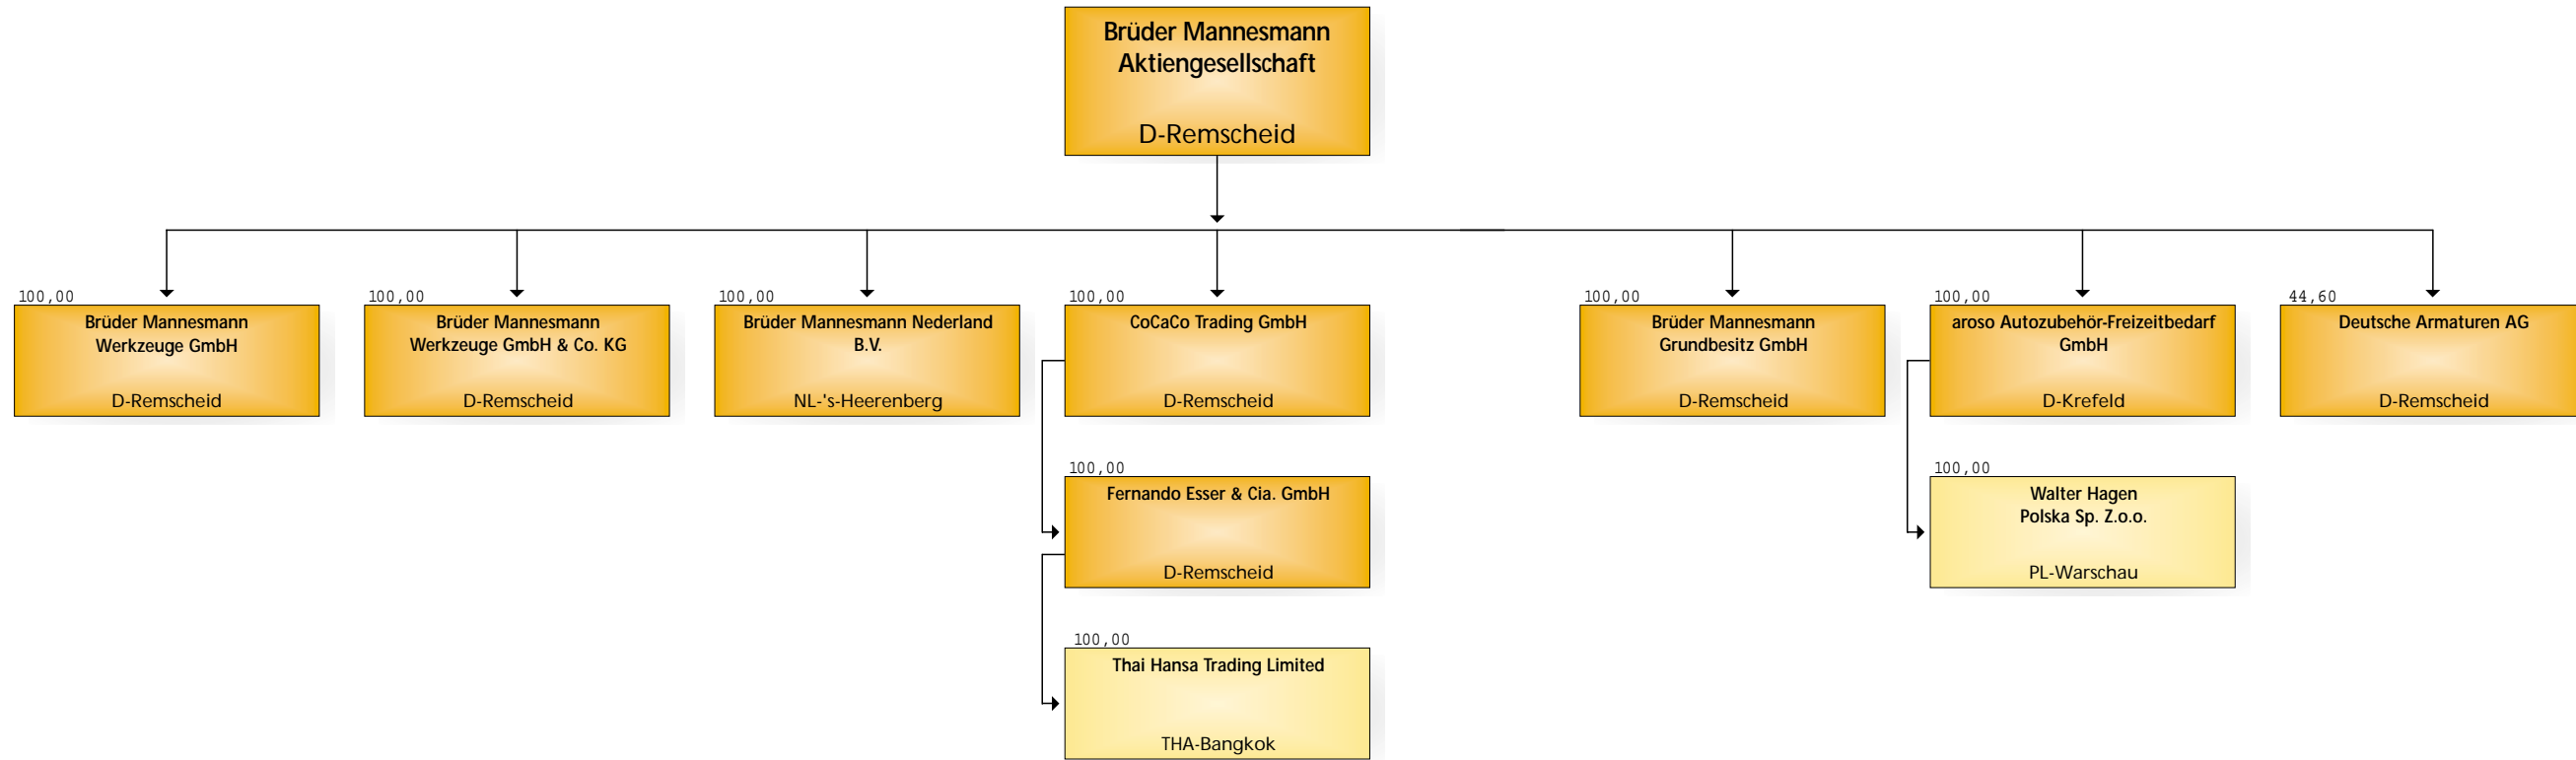 Brüder Mannesmann
Aktiengesellschaft
D-Remscheid
100,00
Brüder Mannesmann
Werkzeuge GmbH
D-Remscheid
100,00
Brüder Mannesmann
Werkzeuge GmbH & Co. KG
D-Remscheid
100,00
Brüder Mannesmann Nederland
B.V.
NL-'s-Heerenberg
100,00
CoCaCo Trading GmbH
D-Remscheid
100,00
Brüder Mannesmann
Grundbesitz GmbH
D-Remscheid
100,00
aroso Autozubehör-Freizeitbedarf
GmbH
D-Krefeld
44,60
Deutsche Armaturen AG
D-Remscheid
100,00
Fernando Esser & Cia. GmbH
D-Remscheid
100,00
Walter Hagen
Polska Sp. Z.o.o.
PL-Warschau
100,00
Thai Hansa Trading Limited
THA-Bangkok